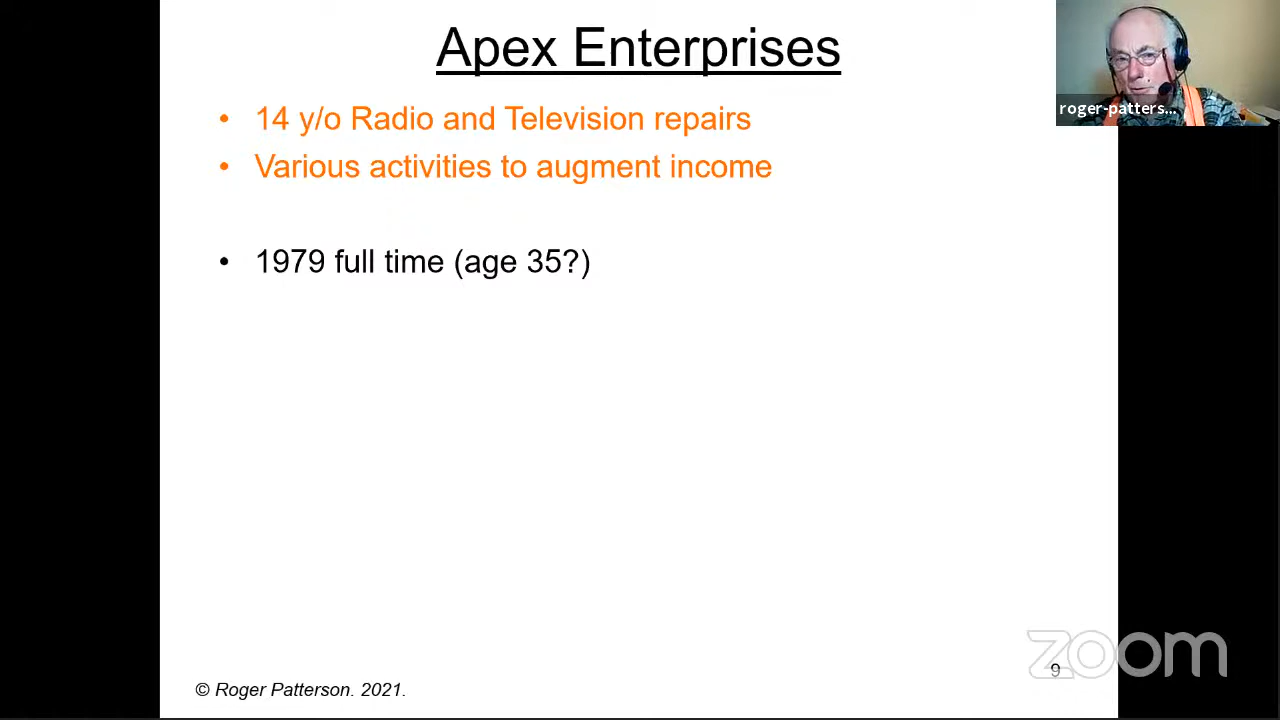 Apex Enterprises
• 14 y/o Radio and Television repairs
• Various activities to augment income
• 1979 full time (age 35?)
roger-patters...
© Roger Patterson. 2021.
9
zoom